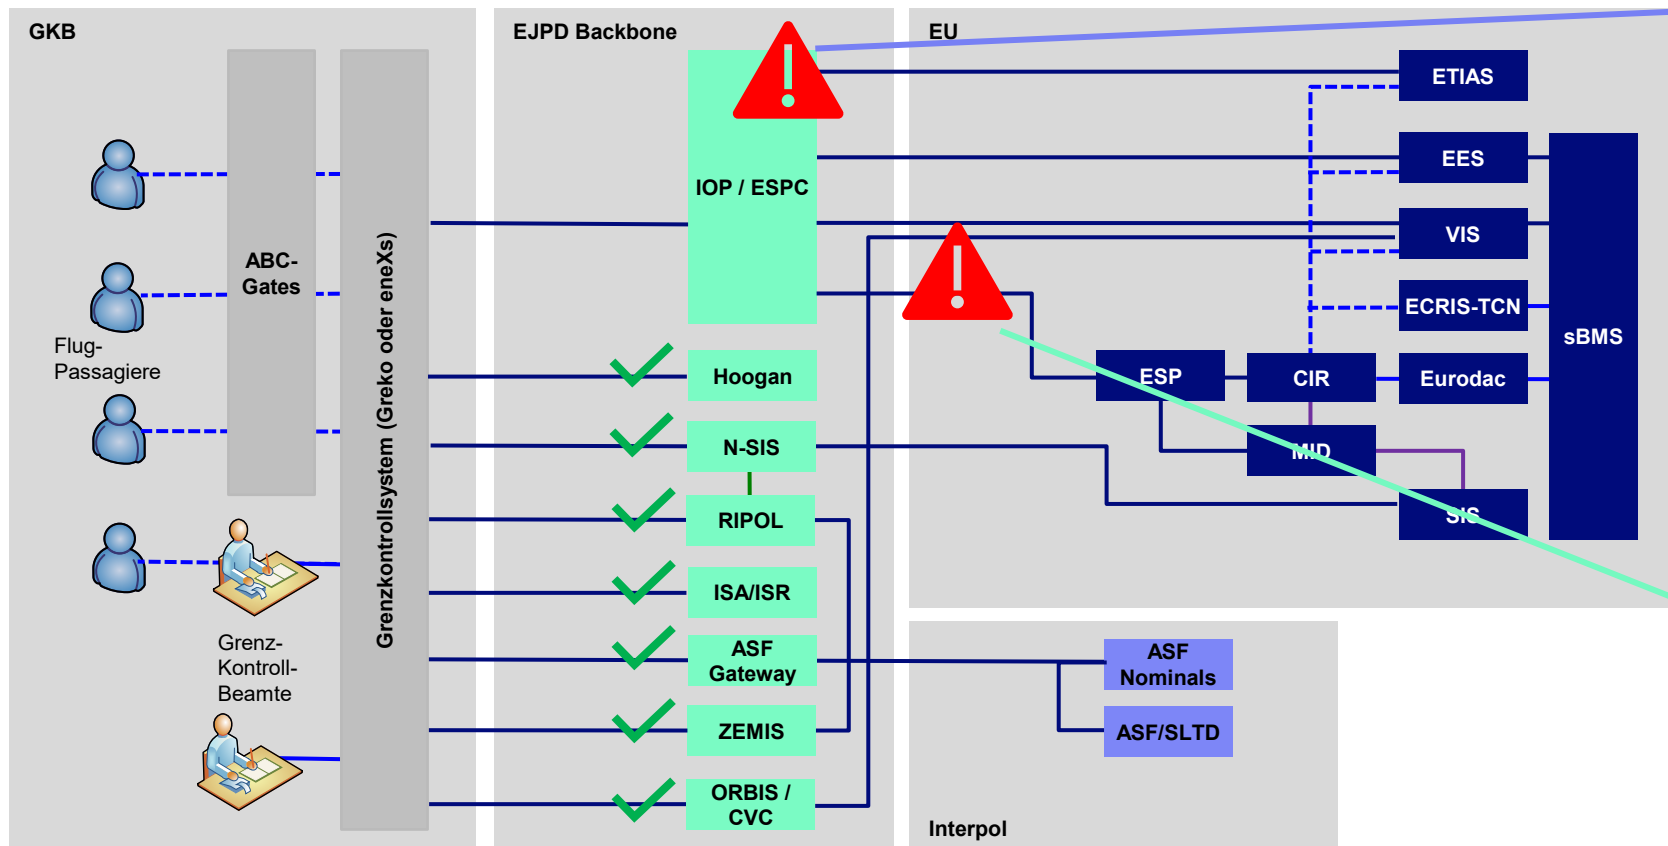 GKB
EJPD Backbone
EU
ABC-
Gates
Flug-
Passagiere
Grenz-
Kontroll-
Beamte
Grenzkontrollsystem (Greko oder eneXs)
IOP / ESPC
Hoogan
N-SIS
RIPOL
ISA/ISR
ASF
Gateway
ZEMIS
ORBIS /
CVC
ETIAS
EES
VIS
ECRIS-TCN
sBMS
ESP
CIR
Eurodac
MID
SIS
ASF
Nominals
ASF/SLTD
Interpol